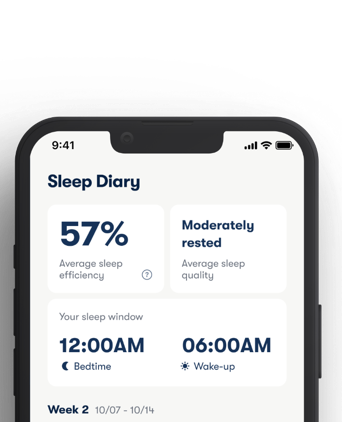 9:41
Sleep Diary
57%
Average sleep
efficiency
?
Moderately
rested
Average sleep
quality
Your sleep window
12:00AM
Bedtime
06:00AM
Wake-up
Week 2 10/07 - 10/14